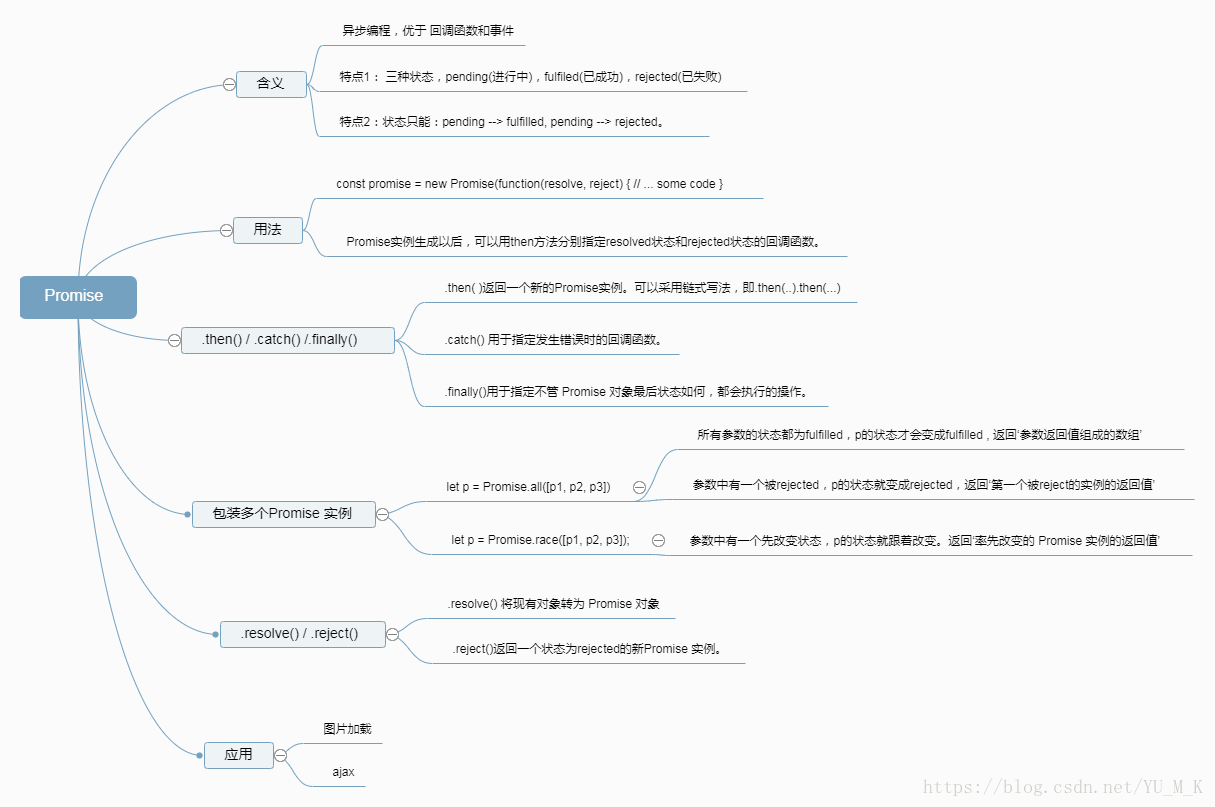 异步编程，优于 回调函数和事件
含义
特点1： 三种状态，pending(进行中)，fulfiled(已成功)，rejected(已失败)
特点2：状态只能：pending --> fulfilled, pending --> rejected。
const promise = new Promise(function(resolve, reject) { // ... some code }
用法
Promise实例生成以后，可以用then方法分别指定resolved状态和rejected状态的回调函数。
Promise
.then( )返回一个新的Promise实例。可以采用链式写法，即.then(..).then(...)
.then() / .catch() /.finally()
.catch() 用于指定发生错误时的回调函数。
.finally()用于指定不管 Promise 对象最后状态如何，都会执行的操作。
所有参数的状态都为fulfilled，p的状态才会变成fulfilled , 返回‘参数返回值组成的数组’
let p = Promise.all([p1, p2, p3])
参数中有一个被rejected，p的状态就变成rejected，返回‘第一个被reject的实例的返回值’
包装多个Promise 实例
let p = Promise.race([p1, p2, p3]);
参数中有一个先改变状态，p的状态就跟着改变。返回‘率先改变的 Promise 实例的返回值’
.resolve() 将现有对象转为 Promise 对象
.resolve() / .reject()
.reject()返回一个状态为rejected的新Promise 实例。
图片加载
应用
ajax
https://blog.csdn.net/YU_M_K